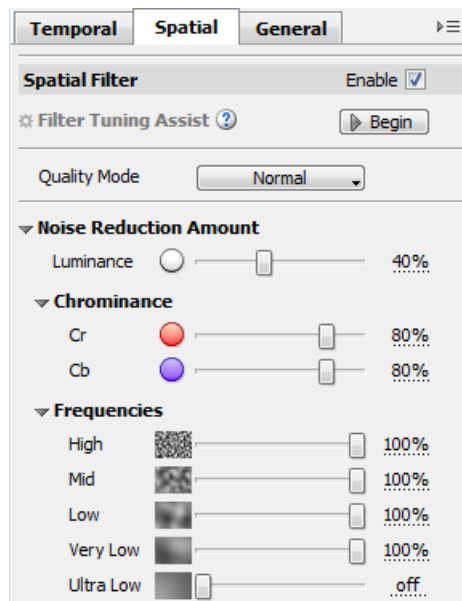 Temporal Spatial General
Spatial Filter Enable
Filter Tuning Assist ? Begin
Quality Mode Normal
Noise Reduction Amount
Luminance 40%
Chrominance
Cr 80%
Cb 80%
Frequencies
High 100%
Mid 100%
Low 100%
Very Low 100%
Ultra Low off